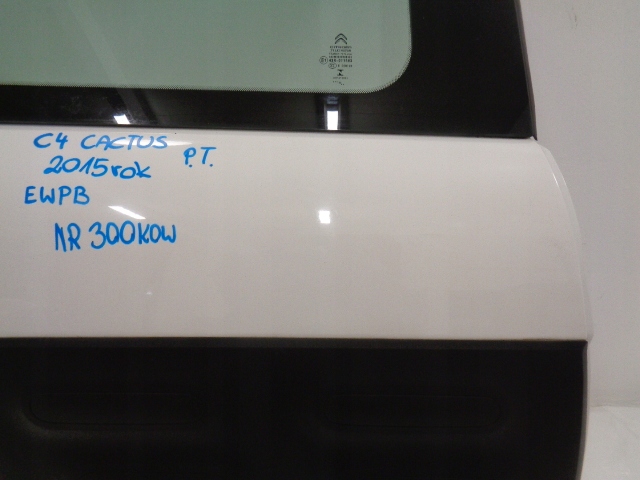 C4 CACTUS P.T.
2015 rok
EWPB
NR 300KOW